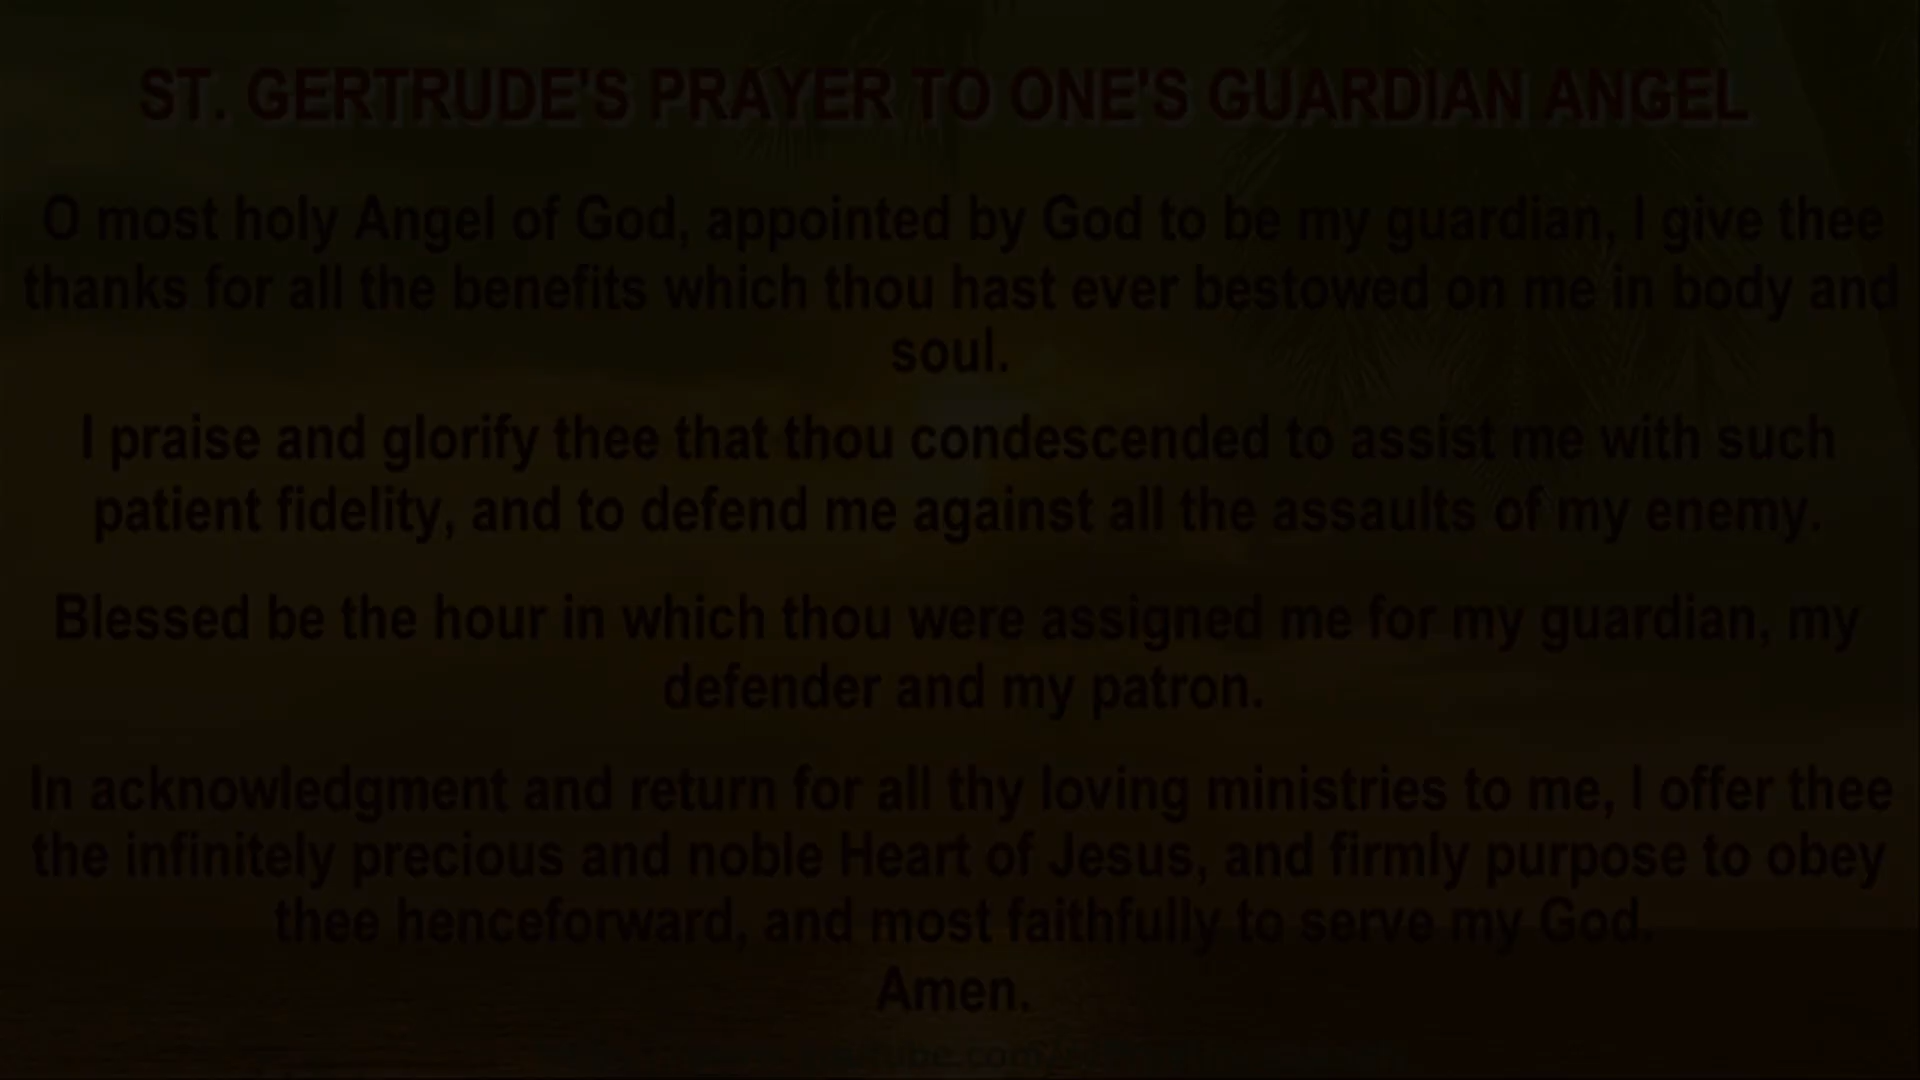 ST. GERTRUDE'S PRAYER TO ONE'S GUARDIAN ANGEL
O most holy Angel of God, appointed by God to be my guardian, I give thee
thanks for all the benefits which thou hast ever bestowed on me in body and
soul.
I praise and glorify thee that thou condescended to assist me with such
patient fidelity, and to defend me against all the assaults of my enemy.
Blessed be the hour in which thou were assigned me for my guardian, my
defender and my patron.
In acknowledgment and return for all thy loving ministries to me, I offer thee
the infinitely precious and noble Heart of Jesus, and firmly purpose to obey
thee henceforward, and most faithfully to serve my God.
Amen.